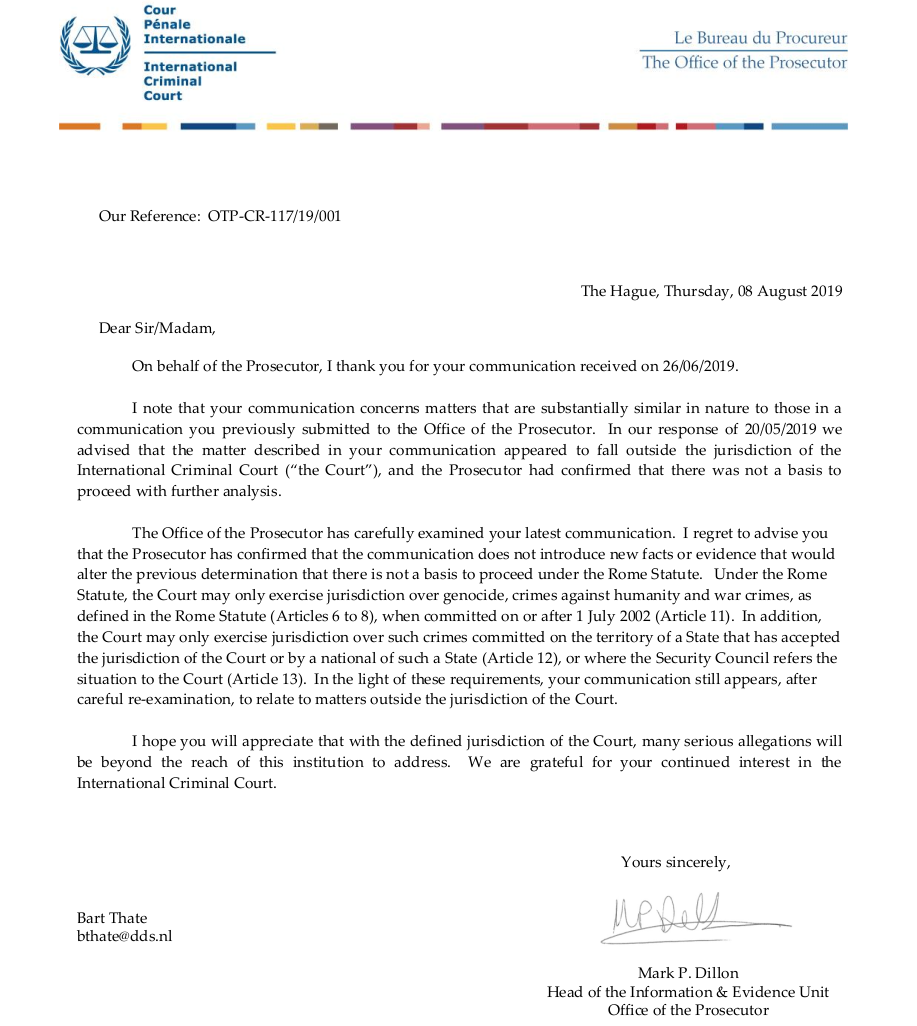 Cour
Pénale
Internationale
International
Criminal
Court
Le Bureau du Procureur
The Office of the Prosecutor
Our Reference: OTP-CR-117/19/001
The Hague, Thursday, 08 August 2019
Dear Sir/Madam,
On behalf of the Prosecutor, I thank you for your communication received on 26/06/2019.
I note that your communication concerns matters that are substantially similar in nature to those in a
communication you previously submitted to the Office of the Prosecutor. In our response of 20/05/2019 we
advised that the matter described in your communication appeared to fall outside the jurisdiction of the
International Criminal Court (“the Court”), and the Prosecutor had confirmed that there was not a basis to
proceed with further analysis.
The Office of the Prosecutor has carefully examined your latest communication. I regret to advise you
that the Prosecutor has confirmed that the communication does not introduce new facts or evidence that would
alter the previous determination that there is not a basis to proceed under the Rome Statute. Under the Rome
Statute, the Court may only exercise jurisdiction over genocide, crimes against humanity and war crimes, as
defined in the Rome Statute (Articles 6 to 8), when committed on or after 1 July 2002 (Article 11). In addition,
the Court may only exercise jurisdiction over such crimes committed on the territory of a State that has accepted
the jurisdiction of the Court or by a national of such a State (Article 12), or where the Security Council refers the
situation to the Court (Article 13). In the light of these requirements, your communication still appears, after
careful re-examination, to relate to matters outside the jurisdiction of the Court.
I hope you will appreciate that with the defined jurisdiction of the Court, many serious allegations will
be beyond the reach of this institution to address. We are grateful for your continued interest in the
International Criminal Court.
Yours sincerely,
Bart Thate
bthate@dds.nl
Mark P. Dillon
Head of the Information & Evidence Unit
Office of the Prosecutor